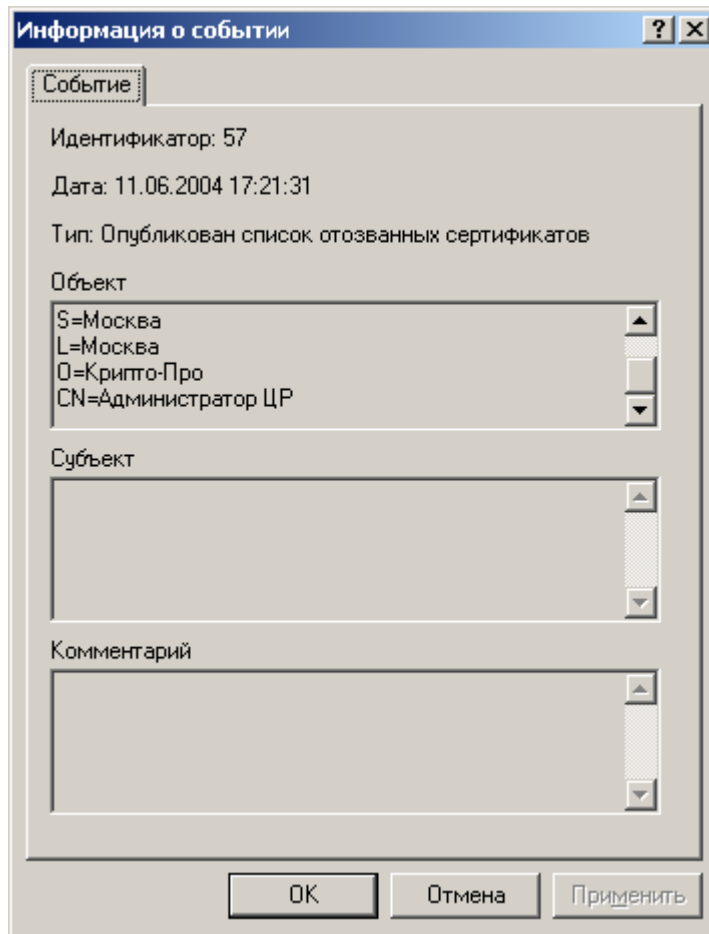 Информация о событии
Событие
Идентификатор: 57
Дата: 11.06.2004 17:21:31
Тип: Опубликован список отозванных сертификатов
Объект
S=Москва
L=Москва
O=Крипто-Про
CN=Администратор ЦР
Субъект
Комментарий
OK Отмена Применить